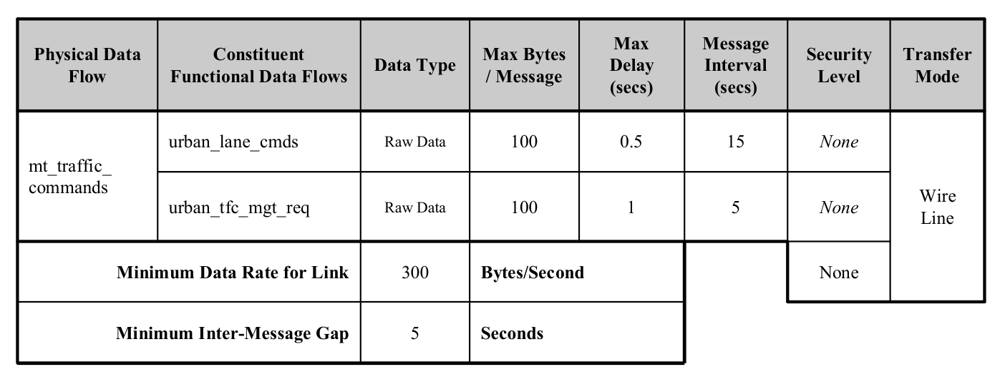 Physical Data
Flow
Constituent
Functional Data Flows
Data Type
Max Bytes
/ Message
Max
Delay
(secs)
Message
Interval
(secs)
Security
Level
Transfer
Mode
mt_traffic_
commands
urban_lane_cmds
Raw Data
100
0.5
15
None
urban_tfc_mgt_req
Raw Data
100
1
5
None
Wire
Line
Minimum Data Rate for Link
300
Bytes/Second
None
Minimum Inter-Message Gap
5
Seconds